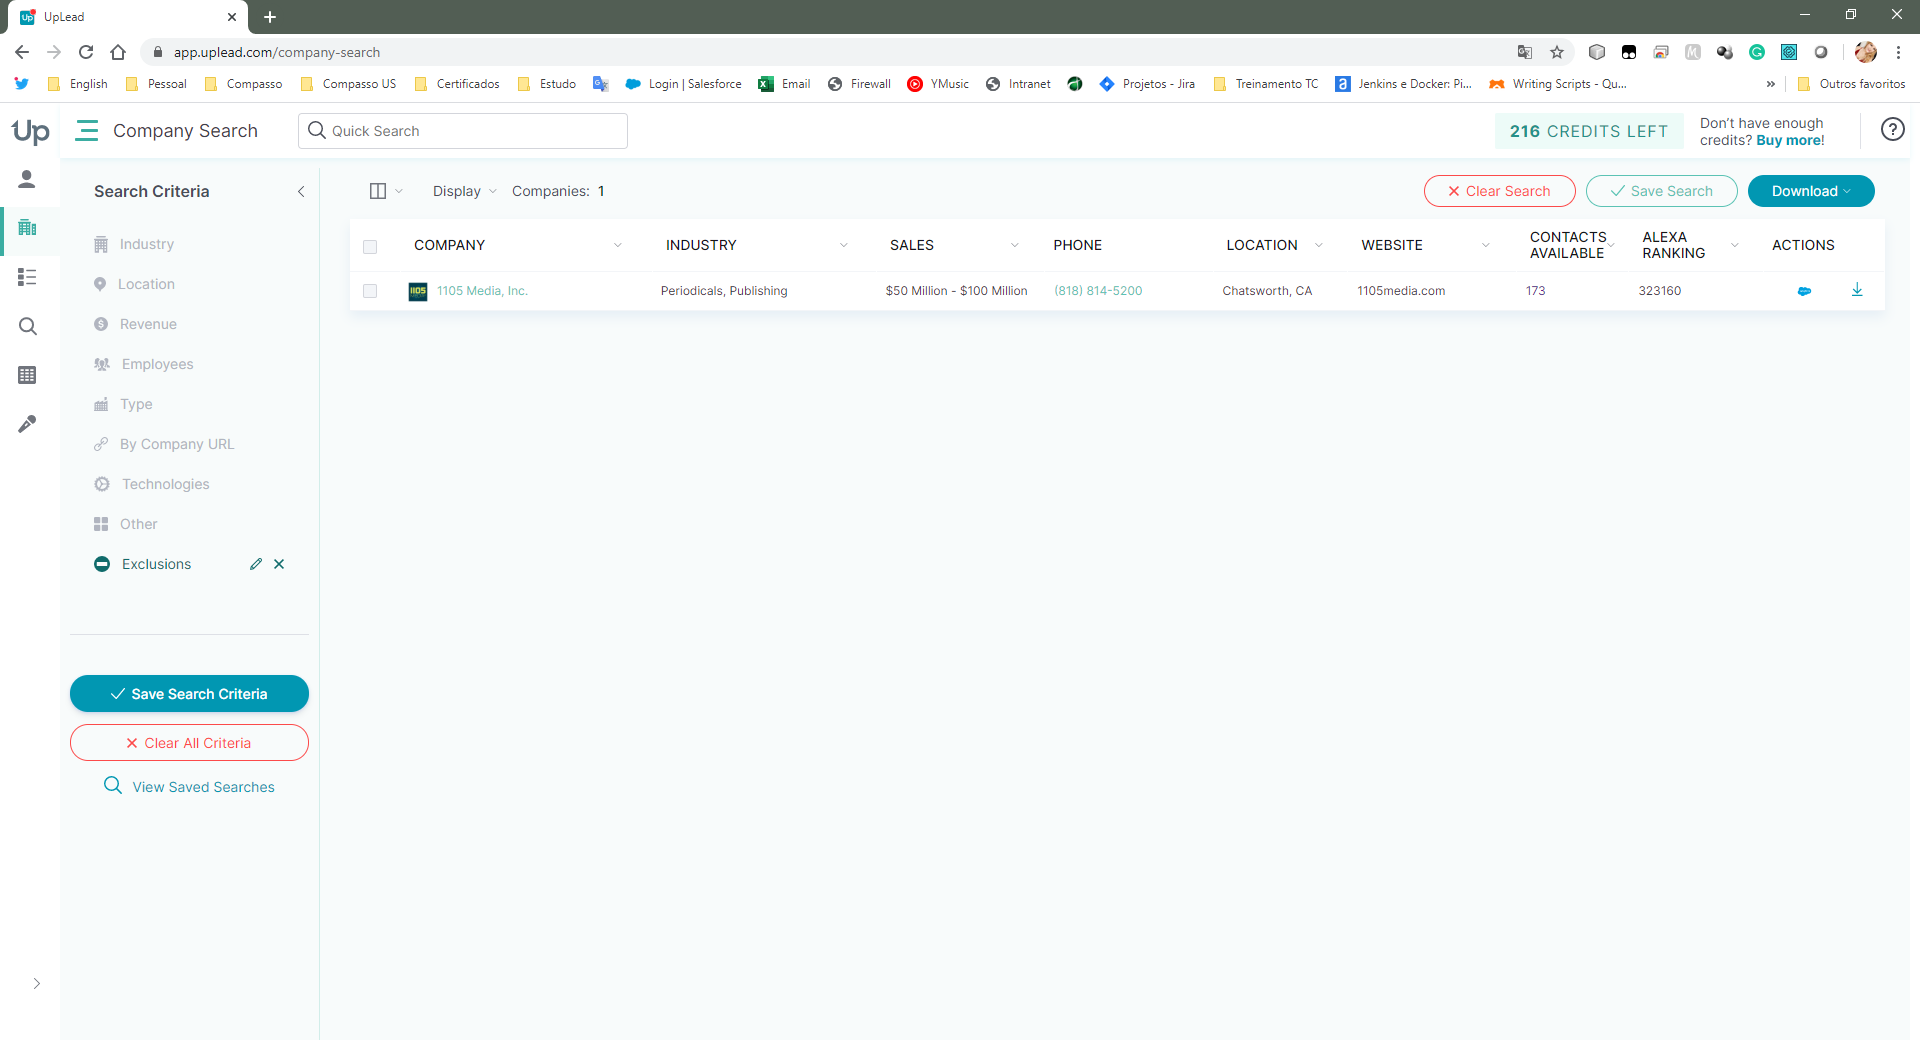 UpLead
app.uplead.com/company-search
English
Pessoal
Compasso
Compasso US
Certificados
Estudo
Login | Salesforce
Email
Firewall
YMusic
Intranet
Projetos - Jira
Treinamento TC
Jenkins e Docker: Pi...
Writing Scripts - Qu...
»
Outros favoritos
Up
Company Search
Quick Search
216 CREDITS LEFT
Don't have enough
credits? Buy more!
Search Criteria
Display
Companies: 1
Clear Search
Save Search
Download
Industry
Location
Revenue
Employees
Type
By Company URL
Technologies
Other
Exclusions
Save Search Criteria
Clear All Criteria
View Saved Searches
COMPANY
INDUSTRY
SALES
PHONE
LOCATION
WEBSITE
CONTACTS
AVAILABLE
ALEXA
RANKING
ACTIONS
1105
1105 Media, Inc.
Periodicals, Publishing
$50 Million - $100 Million
(818) 814-5200
Chatsworth, CA
1105media.com
173
323160